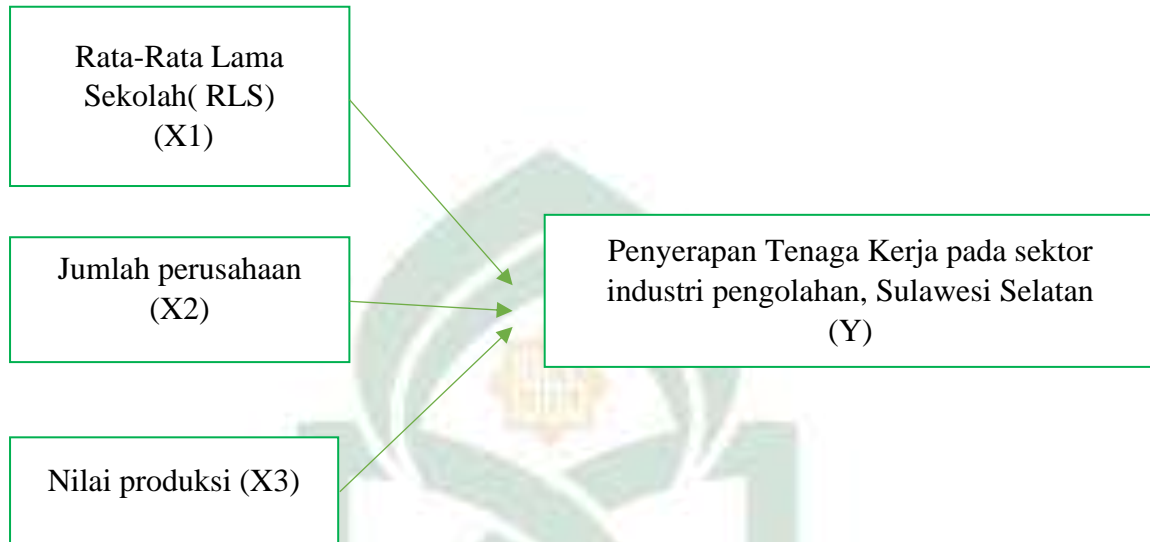 Rata-Rata Lama
Sekolah( RLS)
(X1)
Jumlah perusahaan
(X2)
Nilai produksi (X3)
Penyerapan Tenaga Kerja pada sektor
industri pengolahan, Sulawesi Selatan
(Y)